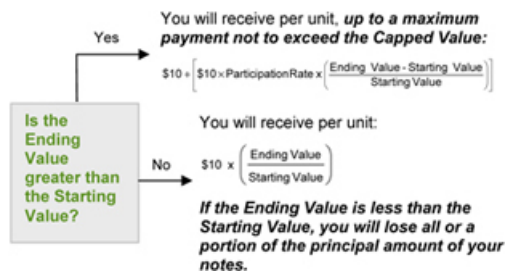 You will receive per unit, up to a maximum
payment not to exceed the Capped Value:
Yes
$10 + [$10 × Participation Rate x (Ending Value - Starting Value / Starting Value)]
Is the
Ending
Value
greater than
the Starting
Value?
You will receive per unit:
No
$10 x (Ending Value / Starting Value)
If the Ending Value is less than the
Starting Value, you will lose all or a
portion of the principal amount of your
notes.